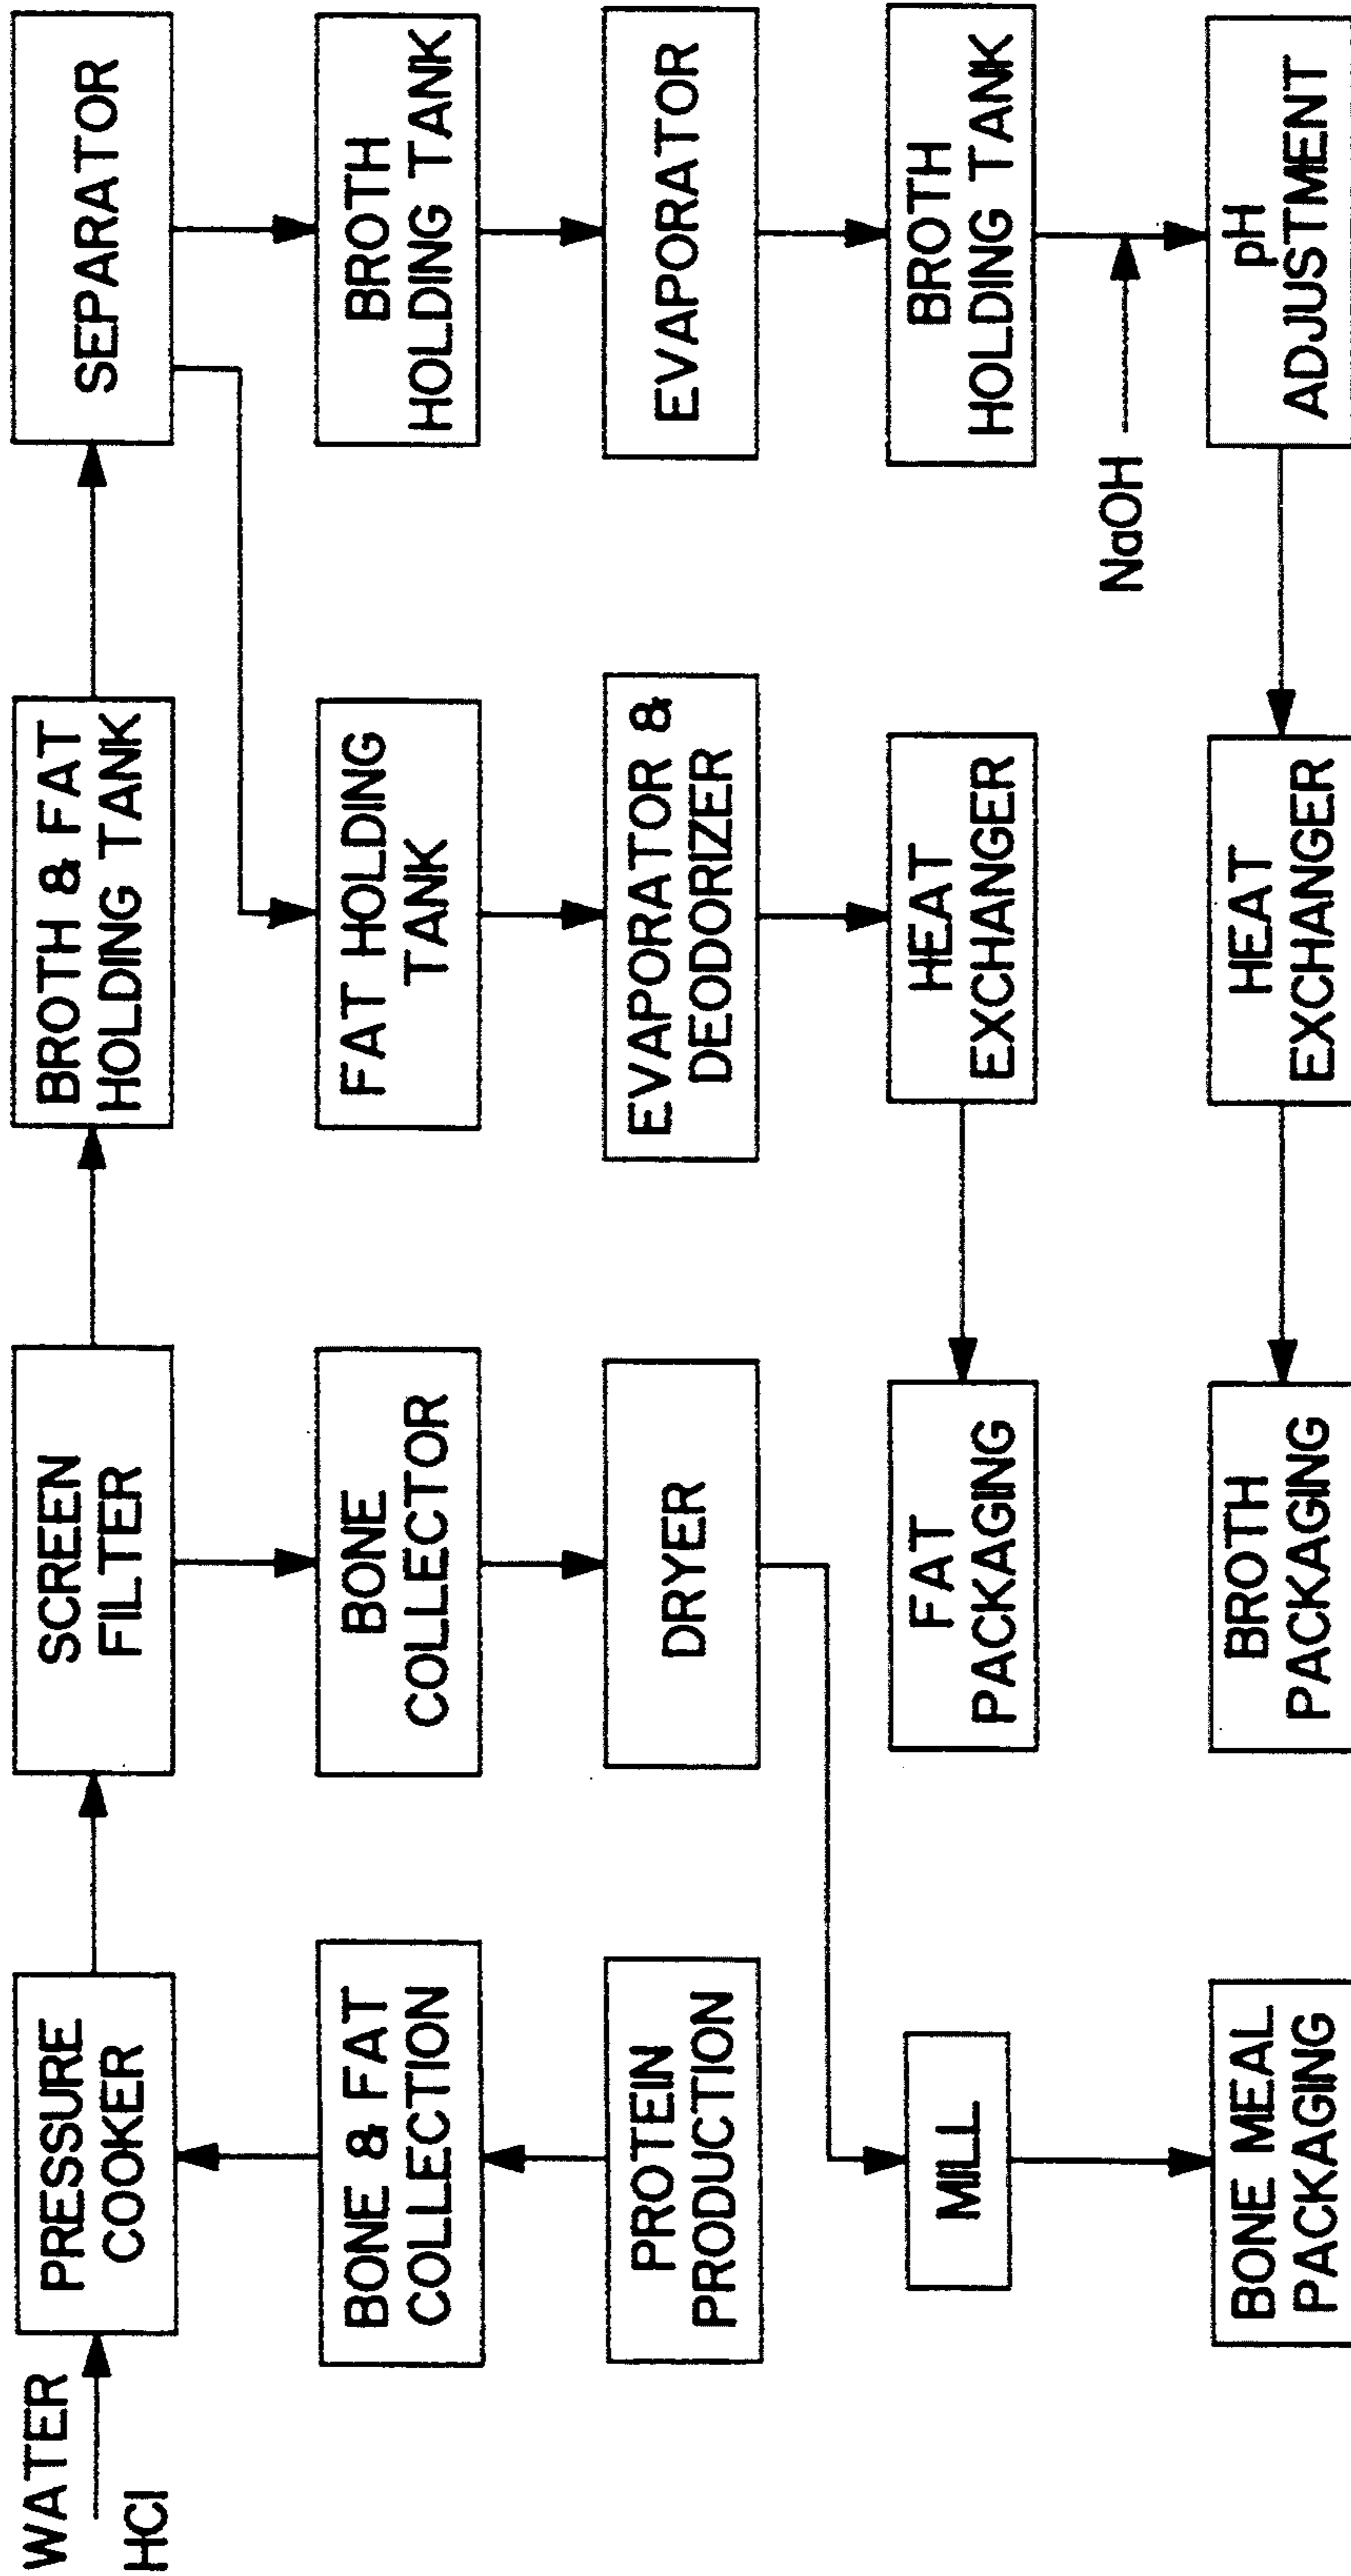 WATER
HCl
PRESSURE
COOKER
SCREEN
FILTER
BROTH & FAT
HOLDING TANK
SEPARATOR
BONE & FAT
COLLECTION
BONE
COLLECTOR
FAT HOLDING
TANK
BROTH
HOLDING TANK
PROTEIN
PRODUCTION
DRYER
EVAPORATOR &
DEODORIZER
EVAPORATOR
MILL
FAT
PACKAGING
HEAT
EXCHANGER
BROTH
HOLDING TANK
NaOH
BONE MEAL
PACKAGING
BROTH
PACKAGING
HEAT
EXCHANGER
pH
ADJUSTMENT